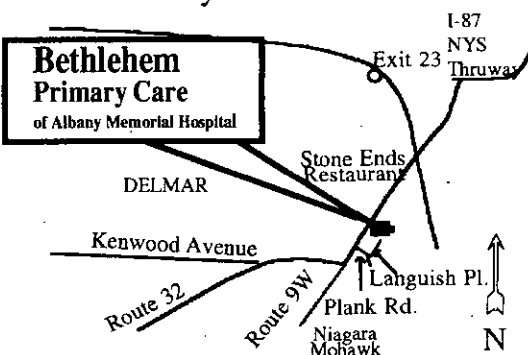 I-87
NYS
Thruway
Exit 23
Bethlehem
Primary Care
of Albany Memorial Hospital
Stone Ends
Restaurant
DELMAR
Kenwood Avenue
Languish Pl.
Route 32
Route 9W
Plank Rd.
Niagara
Mohawk
N